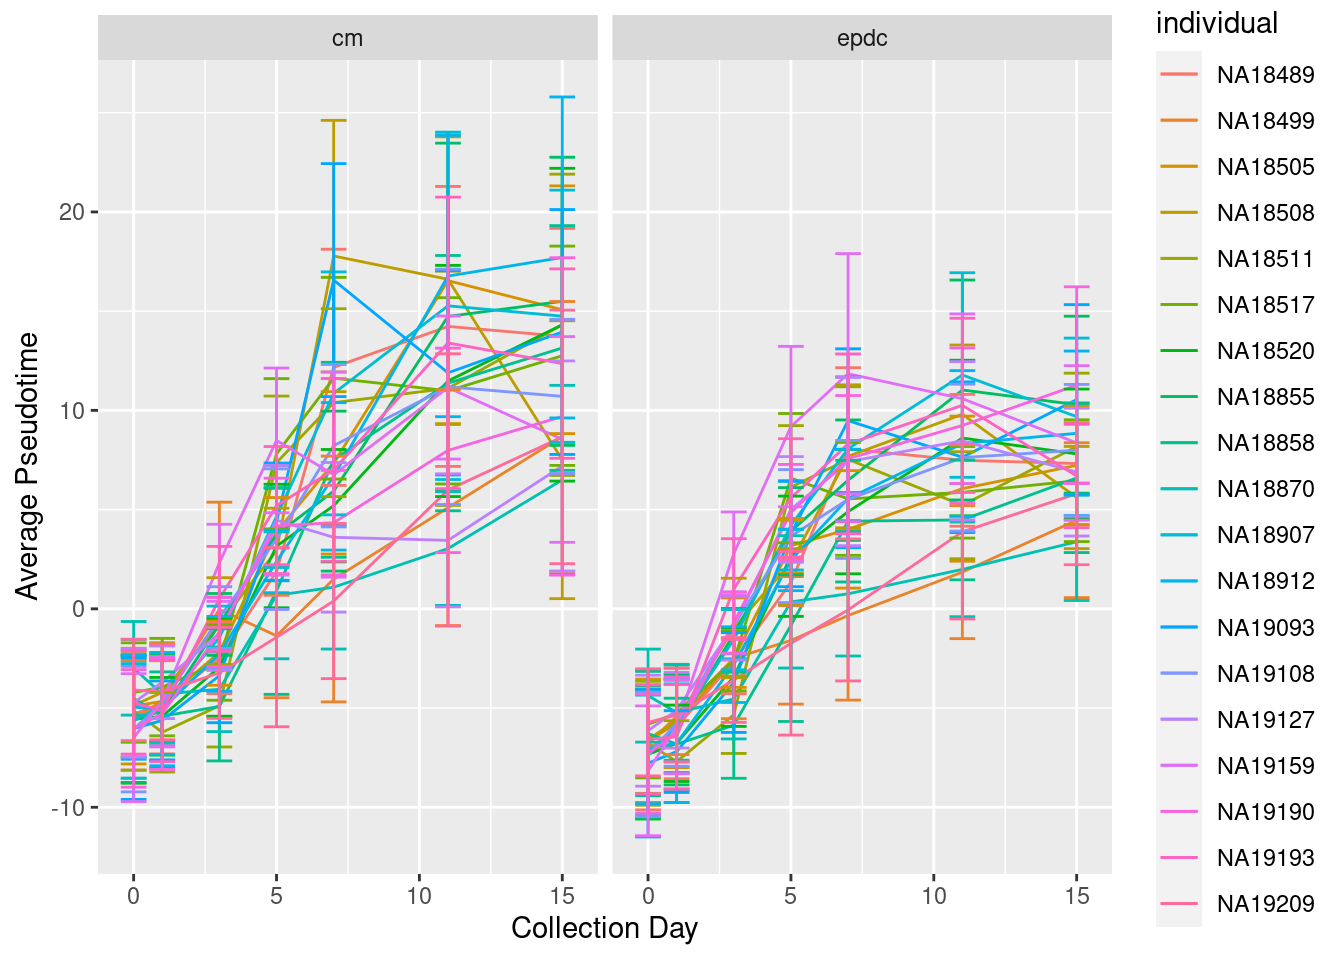 cm
epdc
individual
NA18489
NA18499
NA18505
NA18508
NA18511
NA18517
NA18520
NA18855
NA18858
NA18870
NA18907
NA18912
NA19093
NA19108
NA19127
NA19159
NA19190
NA19193
NA19209
Average Pseudotime
20
10
0
-10
0 5 10 15
0 5 10 15
Collection Day